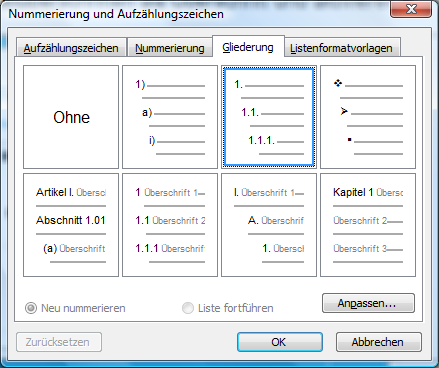 Nummerierung und Aufzählungszeichen
Aufzählungszeichen Nummerierung Gliederung Listenformatvorlagen
Ohne
1)
a)
i)
1.
1.1.
1.1.1.
Artikel I. Übersch
Abschnitt 1.01
(a) Überschrift
1 Überschrift 1
1.1 Überschrift 2
1.1.1 Überschrift
I. Überschrift 1
A. Überschrift
1. Übersch
Kapitel 1 Übersc
Überschrift 2
Überschrift 3
Neu nummerieren Liste fortführen Anpassen...
Zurücksetzen OK Abbrechen